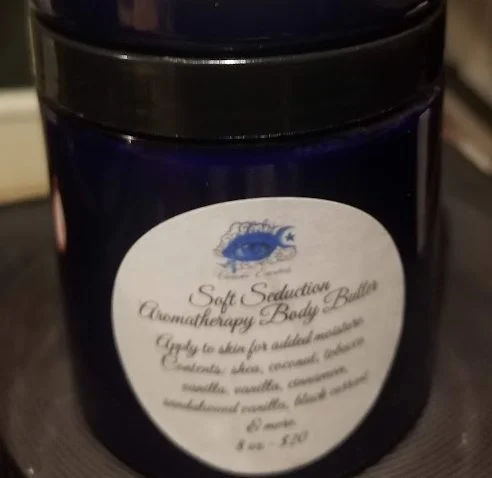 Soft Seduction
Aromatherapy Body Butter
Apply to skin for added moisture.
Contents: shea, coconut, tobacco
vanilla, vanilla, cinnamon,
sandalwood vanilla, black currant
& more.
8 oz - $20